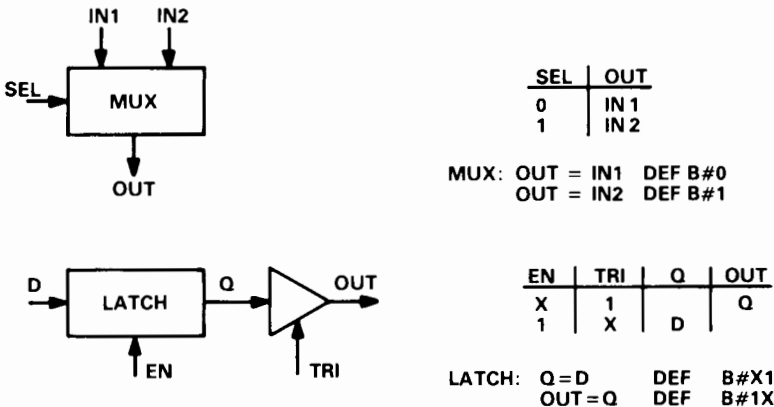 IN1 IN2
SEL
MUX
OUT
SEL OUT
0 IN 1
1 IN 2
MUX: OUT = IN1 DEF B#0
OUT = IN2 DEF B#1
D
LATCH
Q
OUT
EN
TRI
EN TRI Q OUT
X 1 Q
1 X D
LATCH: Q=D DEF B#X1
OUT=Q DEF B#1X